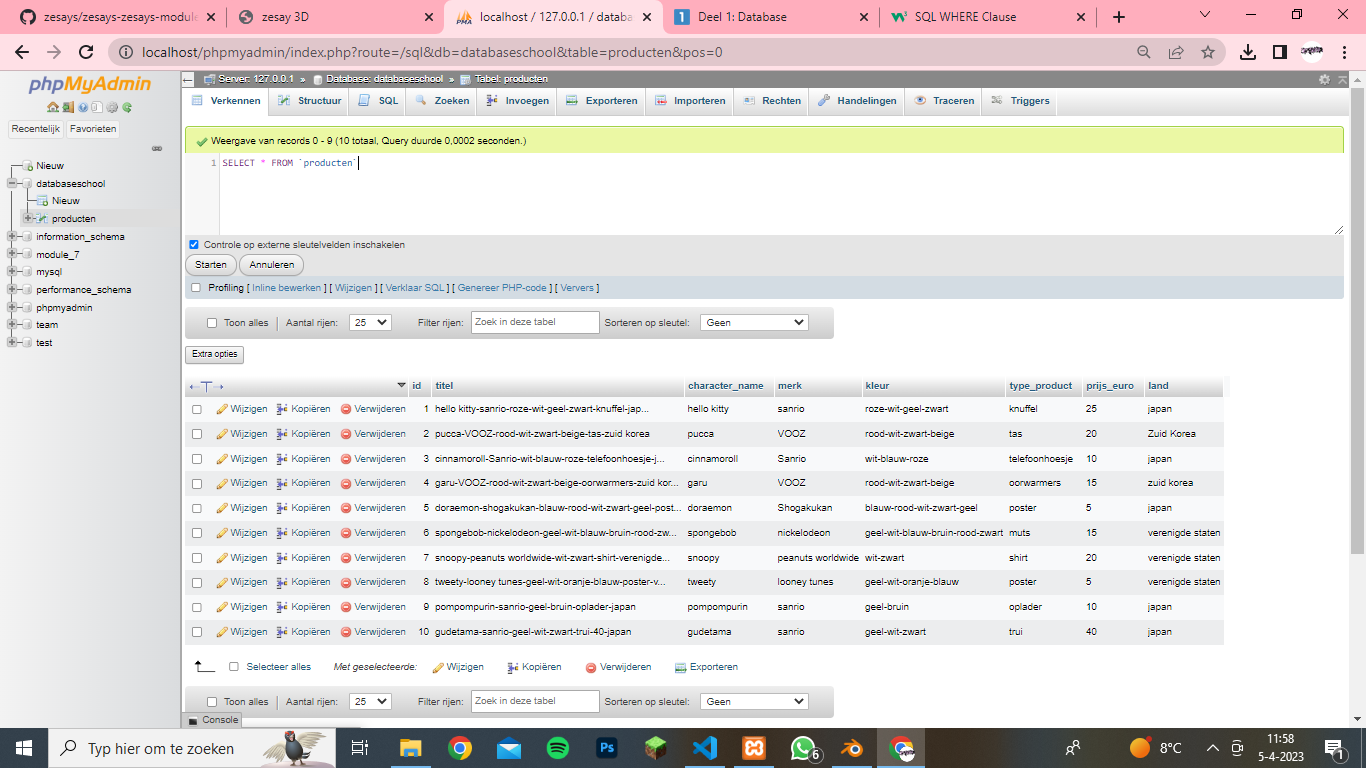 zesays/zesays-zesays-module
zesay 3D
localhost / 127.0.0.1 / databa
Deel 1: Database
SQL WHERE Clause
localhost/phpmyadmin/index.php?route=/sql&db=databaseschool&table=producten&pos=0
phpMyAdmin
Recentelijk Favorieten
Nieuw
databaseschool
Nieuw
producten
information_schema
module_7
mysql
performance_schema
phpmyadmin
team
test
Server: 127.0.0.1 » Database: databaseschool » Tabel: producten
Verkennen Structuur SQL Zoeken Invoegen Exporteren Importeren Rechten Handelingen Traceren Triggers
Weergave van records 0 - 9 (10 totaal, Query duurde 0,0002 seconden.)
1 SELECT * FROM `producten`
Controle op externe sleutelvelden inschakelen
Starten Annuleren
Profiling [ Inline bewerken ] [ Wijzigen ] [ Verklaar SQL ] [ Genereer PHP-code ] [ Ververs ]
Toon alles Aantal rijen: 25 Filter rijen: Zoek in deze tabel Sorteren op sleutel: Geen
Extra opties
id titel character_name merk kleur type_product prijs_euro land
Wijzigen Kopiëren Verwijderen 1 hello kitty-sanrio-roze-wit-geel-zwart-knuffel-jap... hello kitty sanrio roze-wit-geel-zwart knuffel 25 japan
Wijzigen Kopiëren Verwijderen 2 pucca-VOOZ-rood-wit-zwart-beige-tas-zuid korea pucca VOOZ rood-wit-zwart-beige tas 20 Zuid Korea
Wijzigen Kopiëren Verwijderen 3 cinnamoroll-Sanrio-wit-blauw-roze-telefoonhoesje-j... cinnamoroll Sanrio wit-blauw-roze telefoonhoesje 10 japan
Wijzigen Kopiëren Verwijderen 4 garu-VOOZ-rood-wit-zwart-beige-oorwarmers-zuid kor... garu VOOZ rood-wit-zwart-beige oorwarmers 15 zuid korea
Wijzigen Kopiëren Verwijderen 5 doraemon-shogakukan-blauw-rood-wit-zwart-geel-post... doraemon Shogakukan blauw-rood-wit-zwart-geel poster 5 japan
Wijzigen Kopiëren Verwijderen 6 spongebob-nickelodeon-geel-wit-blauw-bruin-rood-zw... spongebob nickelodeon geel-wit-blauw-bruin-rood-zwart muts 15 verenigde staten
Wijzigen Kopiëren Verwijderen 7 snoopy-peanuts worldwide-wit-zwart-shirt-verenigde... snoopy peanuts worldwide wit-zwart shirt 20 verenigde staten
Wijzigen Kopiëren Verwijderen 8 tweety-looney tunes-geel-wit-oranje-blauw-poster-v... tweety looney tunes geel-wit-oranje-blauw poster 5 verenigde staten
Wijzigen Kopiëren Verwijderen 9 pompompurin-sanrio-geel-bruin-oplader-japan pompompurin sanrio geel-bruin oplader 10 japan
Wijzigen Kopiëren Verwijderen 10 gudetama-sanrio-geel-wit-zwart-trui-40-japan gudetama sanrio geel-wit-zwart trui 40 japan
Selecteer alles Met geselecteerde: Wijzigen Kopiëren Verwijderen Exporteren
Toon alles Aantal rijen: 25 Filter rijen: Zoek in deze tabel Sorteren op sleutel: Geen
Console
Typ hier om te zoeken
Ps
6
8°C
11:58
5-4-2023
1